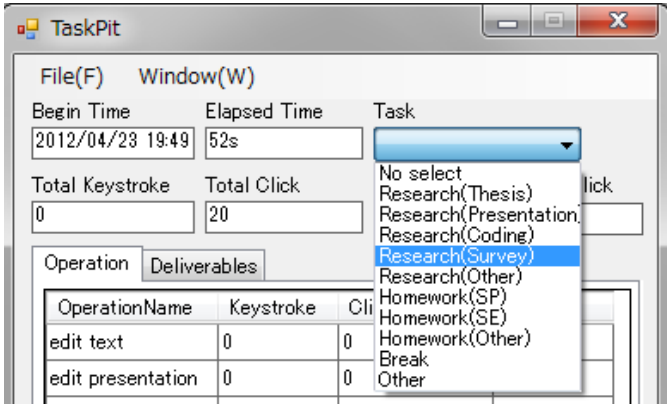 TaskPit
File(F) Window(W)
Begin Time Elapsed Time Task
2012/04/23 19:49 52s
No select
Research(Thesis)
Research(Presentation)
Research(Coding)
Research(Survey)
Research(Other)
Homework(SP)
Homework(SE)
Homework(Other)
Break
Other
Total Keystroke Total Click lick
0 20
Operation Deliverables
OperationName Keystroke Cli
edit text 0 0
edit presentation 0 0